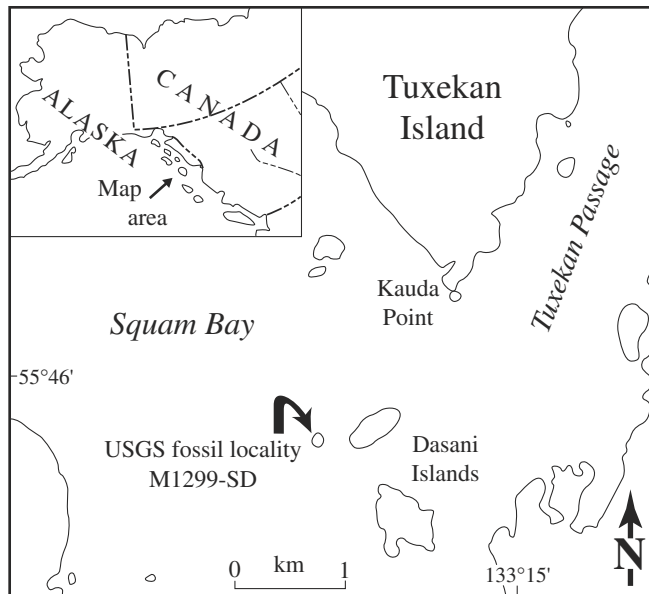 CANADA
ALASKA
Map
area
Tuxekan
Island
Tuxekan Passage
Kauda
Point
Squam Bay
55°46'
USGS fossil locality
M1299-SD
Dasani
Islands
0 km 1
133°15'
N